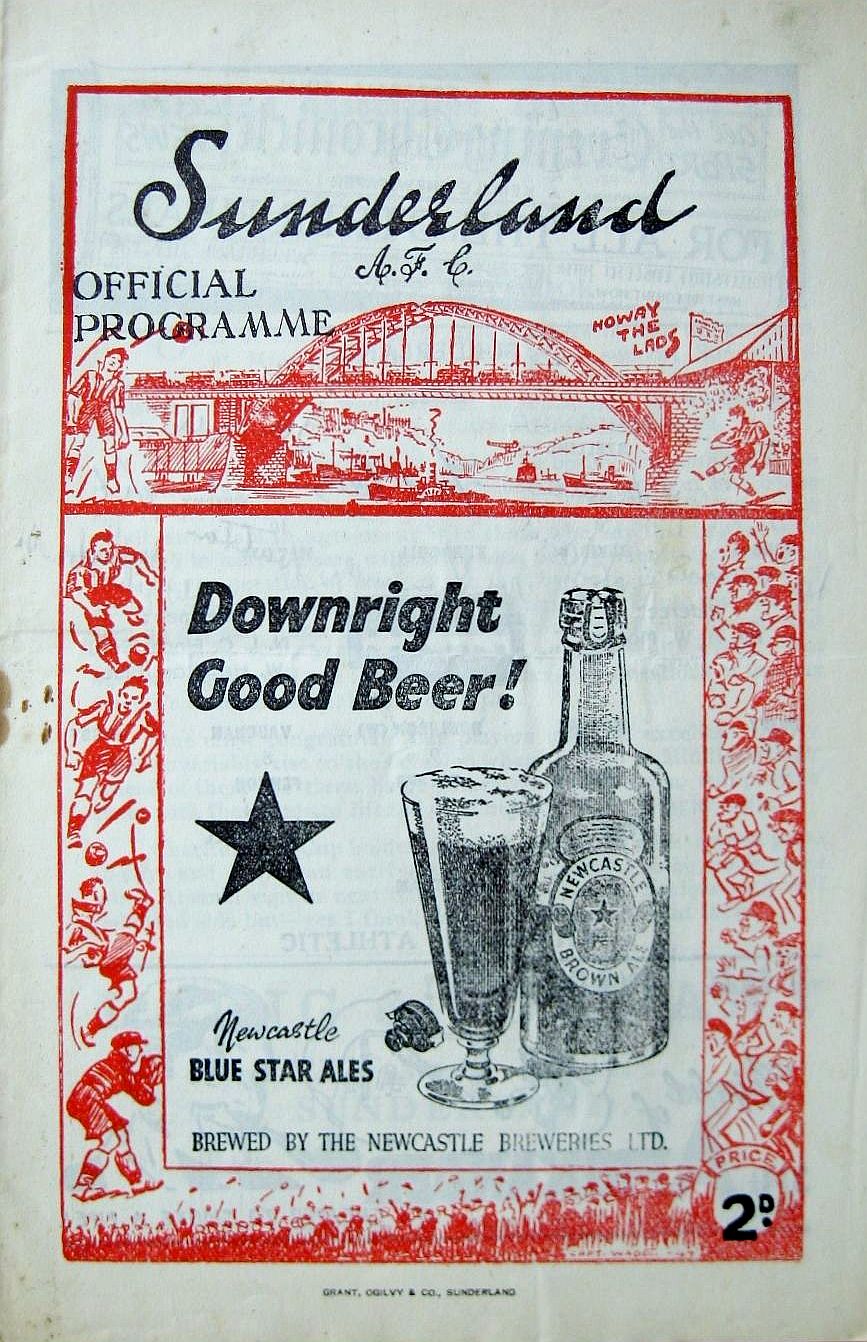 Sunderland
A.F.C.
OFFICIAL
PROGRAMME
HOWAY
THE
LADS
Downright
Good Beer!
NEWCASTLE
BROWN ALE
Newcastle
BLUE STAR ALES
BREWED BY THE NEWCASTLE BREWERIES LTD.
PRICE
2D.
GRANT, OGILVY & CO., SUNDERLAND